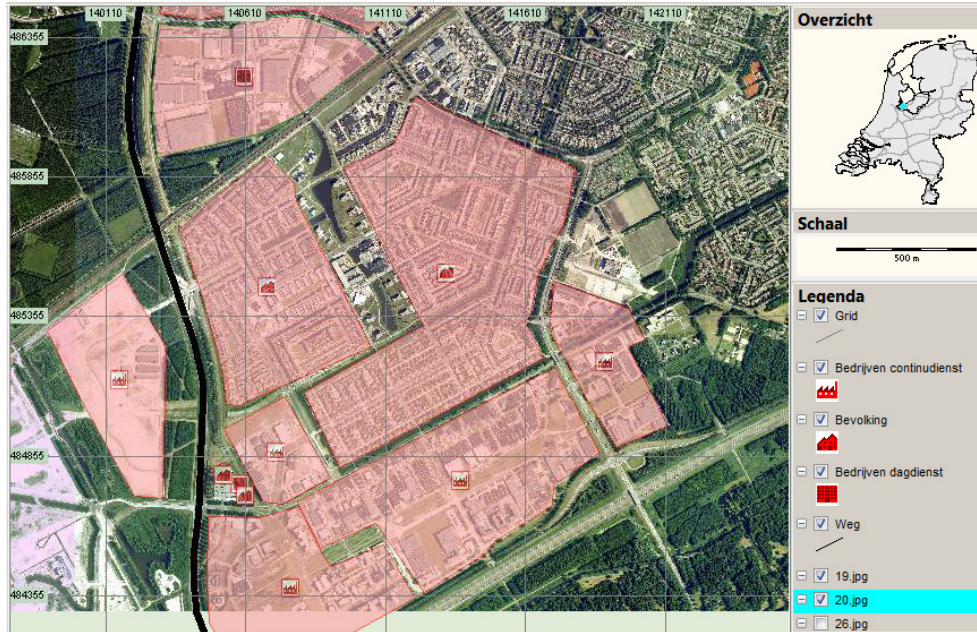 140110 140610 141110 141610 142110
486355
485855
485355
484855
484355
Overzicht
Schaal
500 m
Legenda
Grid
Bedrijven continudienst
Bevolking
Bedrijven dagdienst
Weg
19.jpg
20.jpg
26.jpg